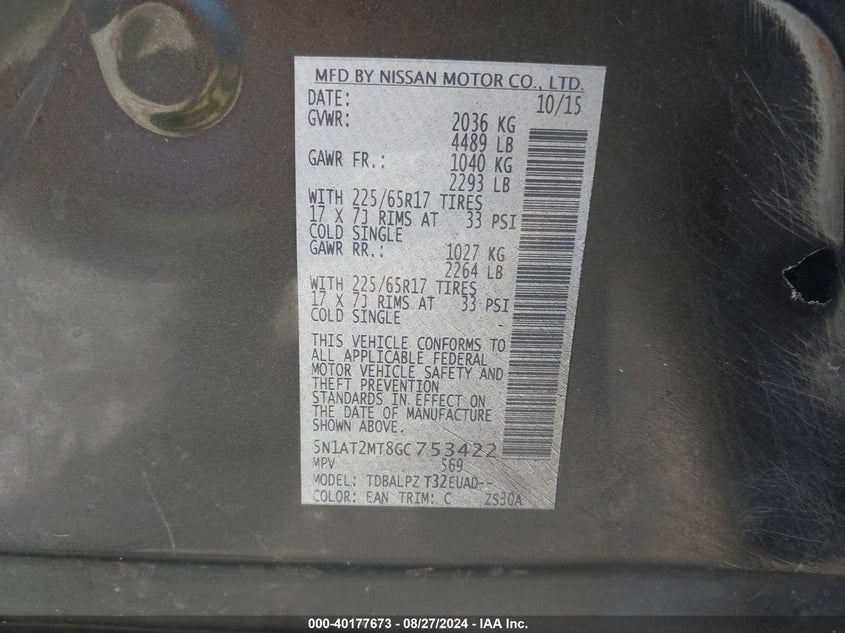 MFD BY NISSAN MOTOR CO., LTD.
DATE: 10/15
GVWR: 2036 KG
4489 LB
GAWR FR.: 1040 KG
2293 LB
WITH 225/65R17 TIRES
17 X 7J RIMS AT 33 PSI
COLD SINGLE
GAWR RR.: 1027 KG
2264 LB
WITH 225/65R17 TIRES
17 X 7J RIMS AT 33 PSI
COLD SINGLE -
THIS VEHICLE CONFORMS TO
ALL APPLICABLE FEDERAL
MOTOR VEHICLE SAFETY AND
THEFT PREVENTION
STANDARDS IN EFFECT ON
THE DATE OF MANUFACTURE
SHOWN ABOVE.
5N1AT2MT8GC753422
MPV 569
MODEL: TDBALPZ T32EUAD--
COLOR: EAN TRIM: C ZS30A
000-40177673 - 08/27/2024 - IAA Inc.